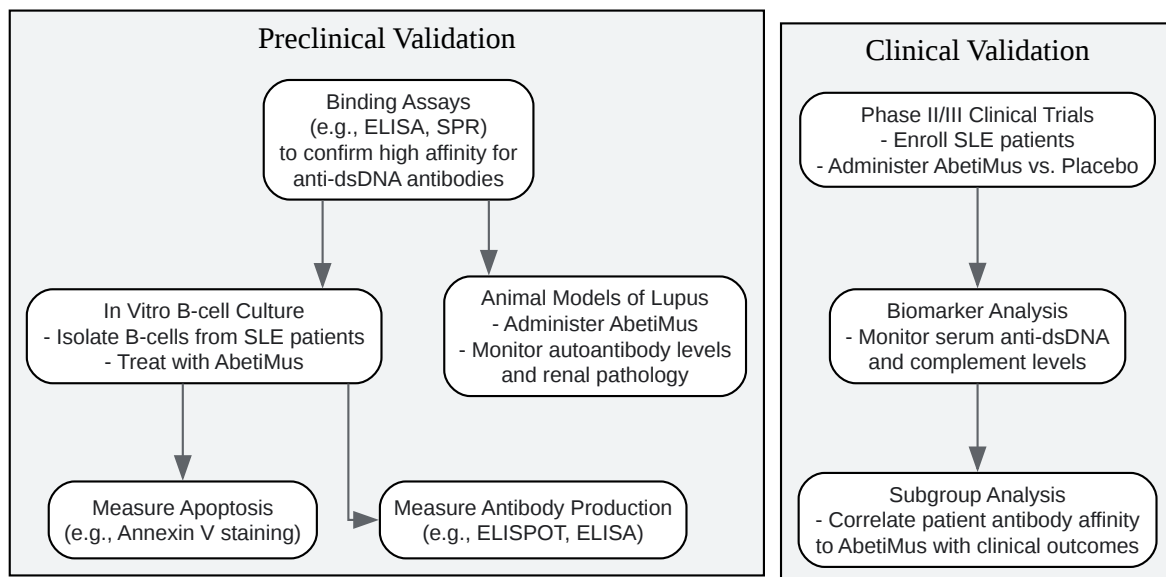 Preclinical Validation
Binding Assays
(e.g., ELISA, SPR)
to confirm high affinity for
anti-dsDNA antibodies
In Vitro B-cell Culture
- Isolate B-cells from SLE patients
- Treat with AbetiMus
Animal Models of Lupus
- Administer AbetiMus
- Monitor autoantibody levels
and renal pathology
Measure Apoptosis
(e.g., Annexin V staining)
Measure Antibody Production
(e.g., ELISPOT, ELISA)
Clinical Validation
Phase II/III Clinical Trials
- Enroll SLE patients
- Administer AbetiMus vs. Placebo
Biomarker Analysis
- Monitor serum anti-dsDNA
and complement levels
Subgroup Analysis
- Correlate patient antibody affinity
to AbetiMus with clinical outcomes